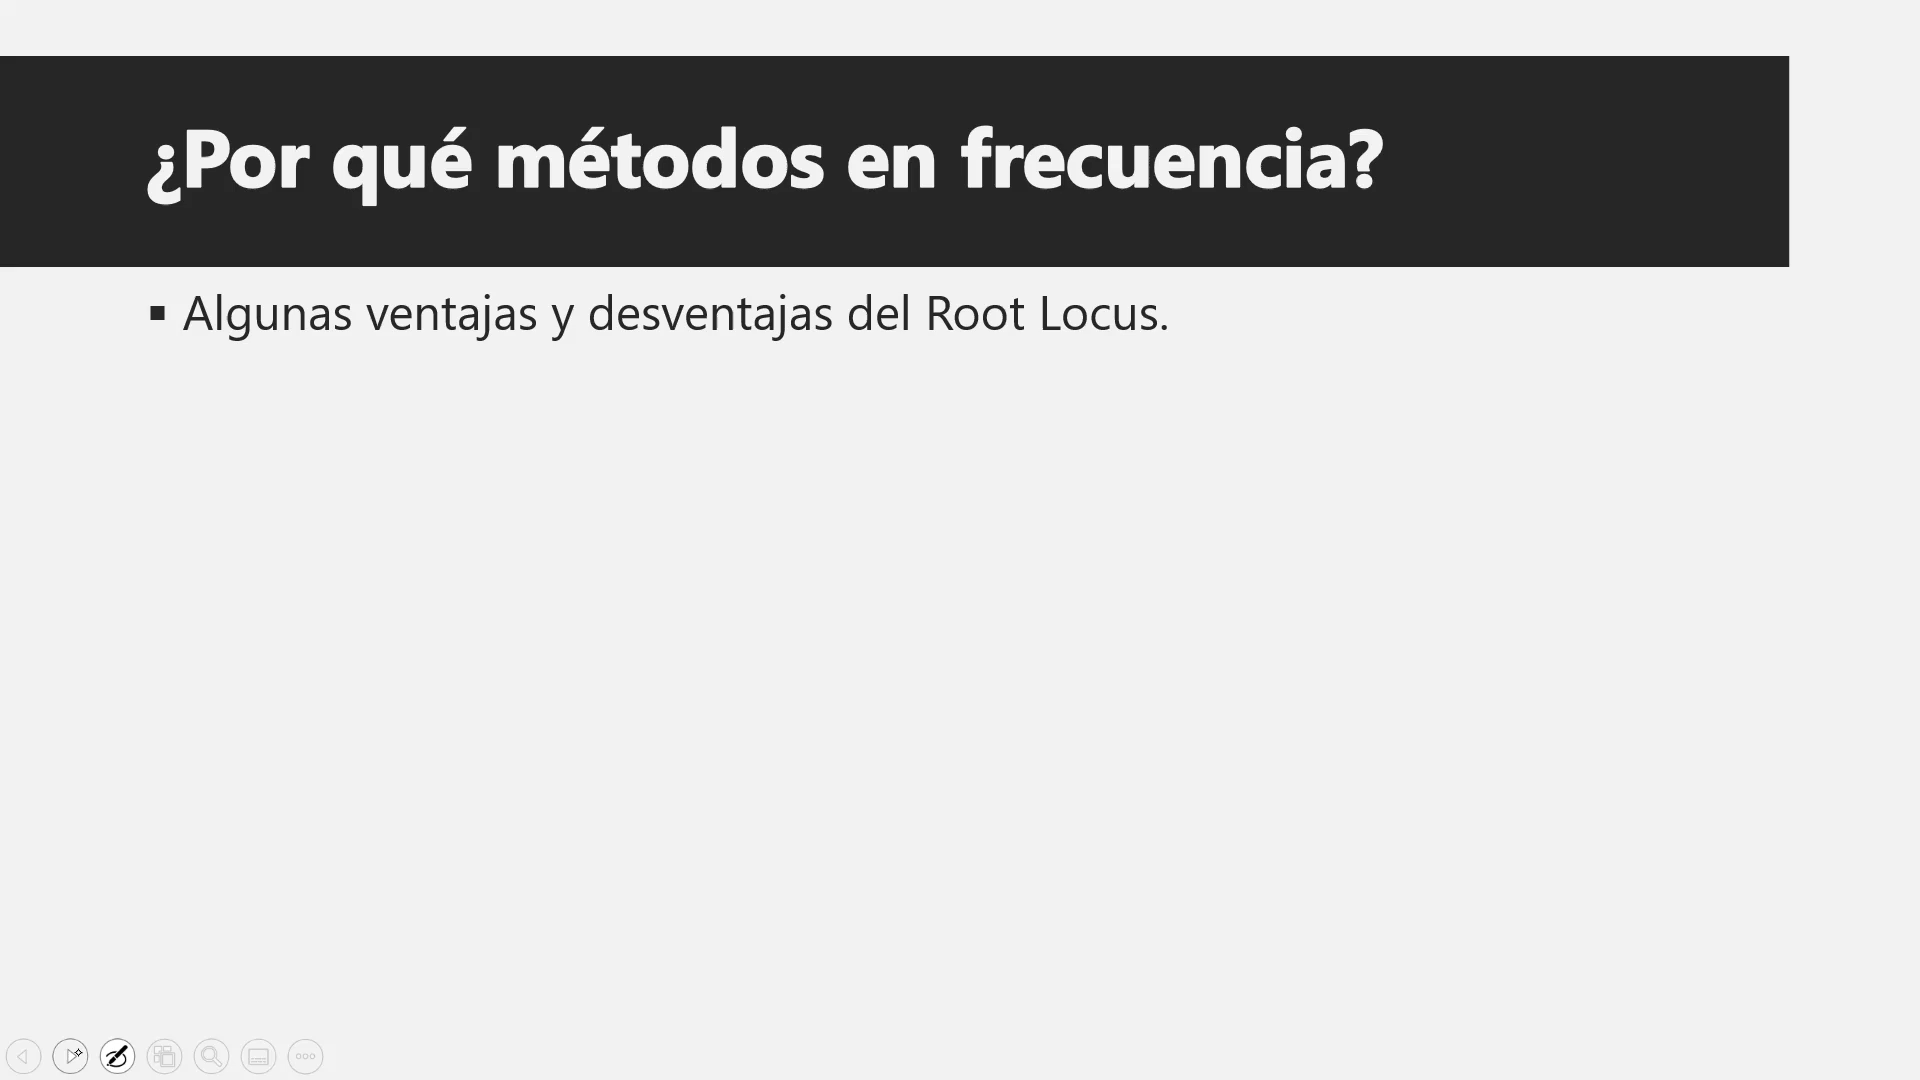 ¿Por qué métodos en frecuencia?
▪ Algunas ventajas y desventajas del Root Locus.